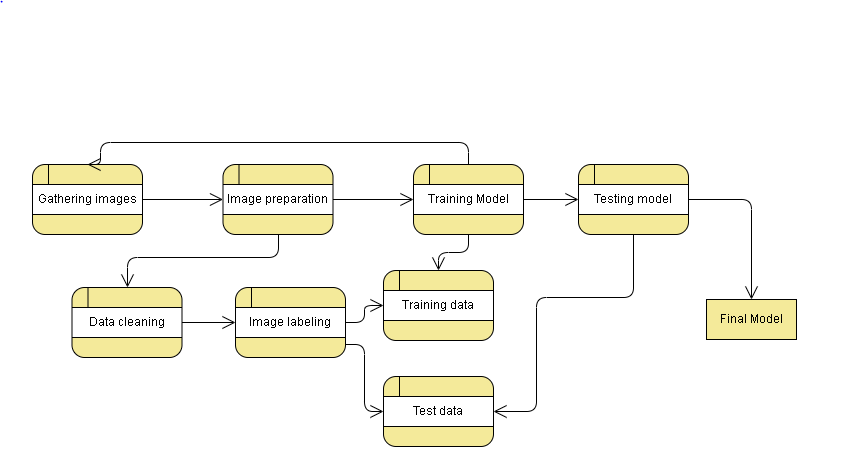 Gathering images
Image preparation
Training Model
Testing model
Data cleaning
Image labeling
Training data
Final Model
Test data